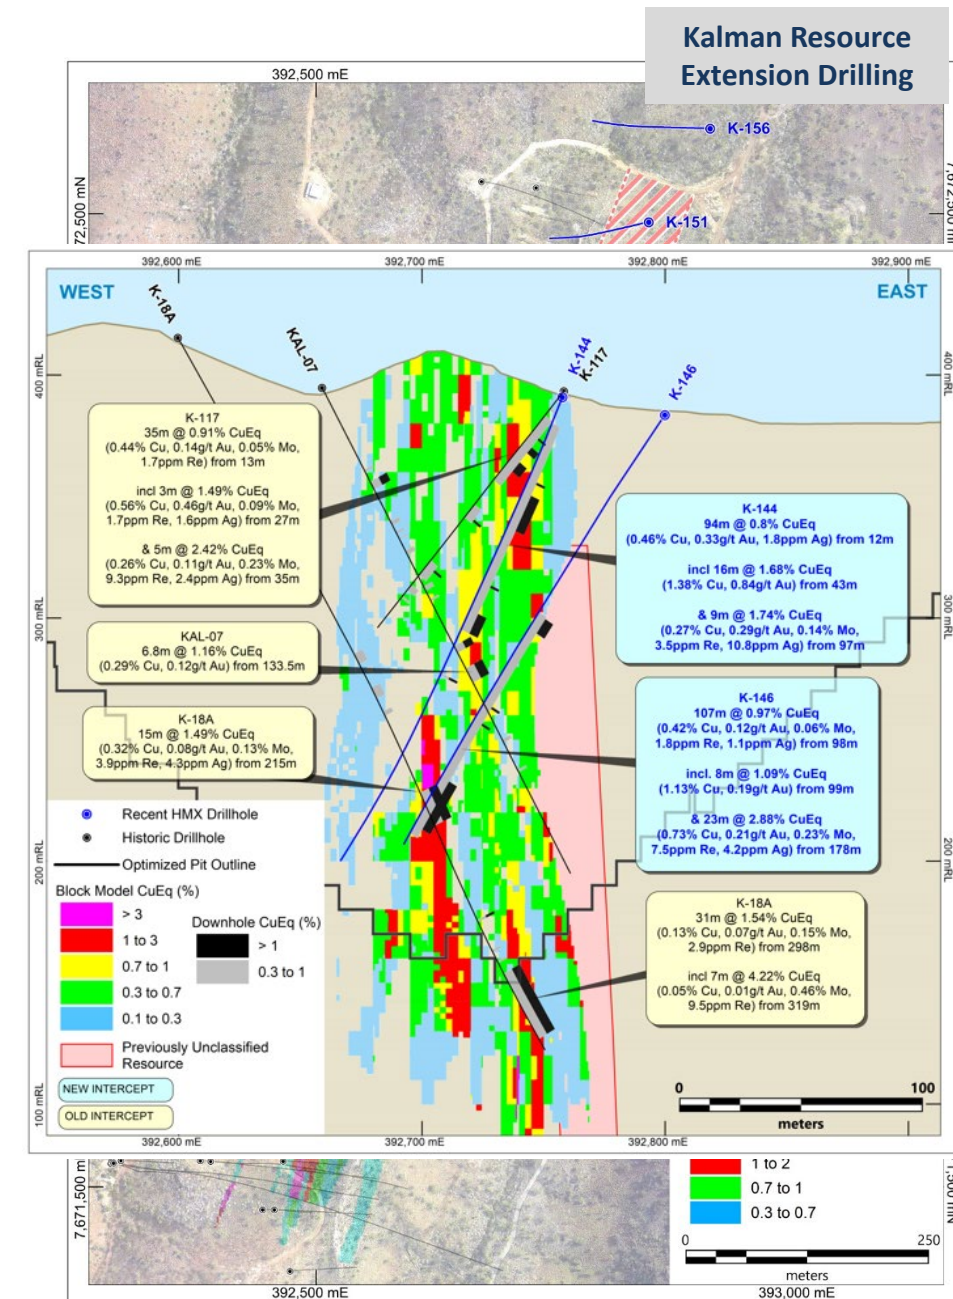 Kalman Resource
Extension Drilling
392,500 mE
K-156
72,500 mN
K-151
392,600 mE
392,700 mE
392,800 mE
392,900 mE
WEST
EAST
K-18A
KAL-07
K-144
K-117
K-146
400 mRL
400 mRL
K-117
35m @ 0.91% CuEq
(0.44% Cu, 0.14g/t Au, 0.05% Mo,
1.7ppm Re) from 13m
incl 3m @ 1.49% CuEq
(0.56% Cu, 0.46g/t Au, 0.09% Mo,
1.7ppm Re, 1.6ppm Ag) from 27m
& 5m @ 2.42% CuEq
(0.26% Cu, 0.11g/t Au, 0.23% Mo,
9.3ppm Re, 2.4ppm Ag) from 35m
K-144
94m @ 0.8% CuEq
(0.46% Cu, 0.33g/t Au, 1.8ppm Ag) from 12m
incl 16m @ 1.68% CuEq
(1.38% Cu, 0.84g/t Au) from 43m
& 9m @ 1.74% CuEq
(0.27% Cu, 0.29g/t Au, 0.14% Mo,
3.5ppm Re, 10.8ppm Ag) from 97m
300 mRL
300 mRL
KAL-07
6.8m @ 1.16% CuEq
(0.29% Cu, 0.12g/t Au) from 133.5m
K-18A
15m @ 1.49% CuEq
(0.32% Cu, 0.08g/t Au, 0.13% Mo,
3.9ppm Re, 4.3ppm Ag) from 215m
K-146
107m @ 0.97% CuEq
(0.42% Cu, 0.12g/t Au, 0.06% Mo,
1.8ppm Re, 1.1ppm Ag) from 98m
incl. 8m @ 1.09% CuEq
(1.13% Cu, 0.19g/t Au) from 99m
& 23m @ 2.88% CuEq
(0.73% Cu, 0.21g/t Au, 0.23% Mo,
7.5ppm Re, 4.2ppm Ag) from 178m
200 mRL
200 mRL
K-18A
31m @ 1.54% CuEq
(0.13% Cu, 0.07g/t Au, 0.15% Mo,
2.9ppm Re) from 298m
incl 7m @ 4.22% CuEq
(0.05% Cu, 0.01g/t Au, 0.46% Mo,
9.5ppm Re) from 319m
Recent HMX Drillhole
Historic Drillhole
Optimized Pit Outline
Block Model CuEq (%)
> 3
1 to 3
0.7 to 1
0.3 to 0.7
0.1 to 0.3
Downhole CuEq (%)
> 1
0.3 to 1
Previously Unclassified
Resource
NEW INTERCEPT
OLD INTERCEPT
100 mRL
0 100
meters
392,600 mE
392,700 mE
392,800 mE
7,671,500 m
1 to 2
0.7 to 1
0.3 to 0.7
0 250
meters
392,500 mE
393,000 mE